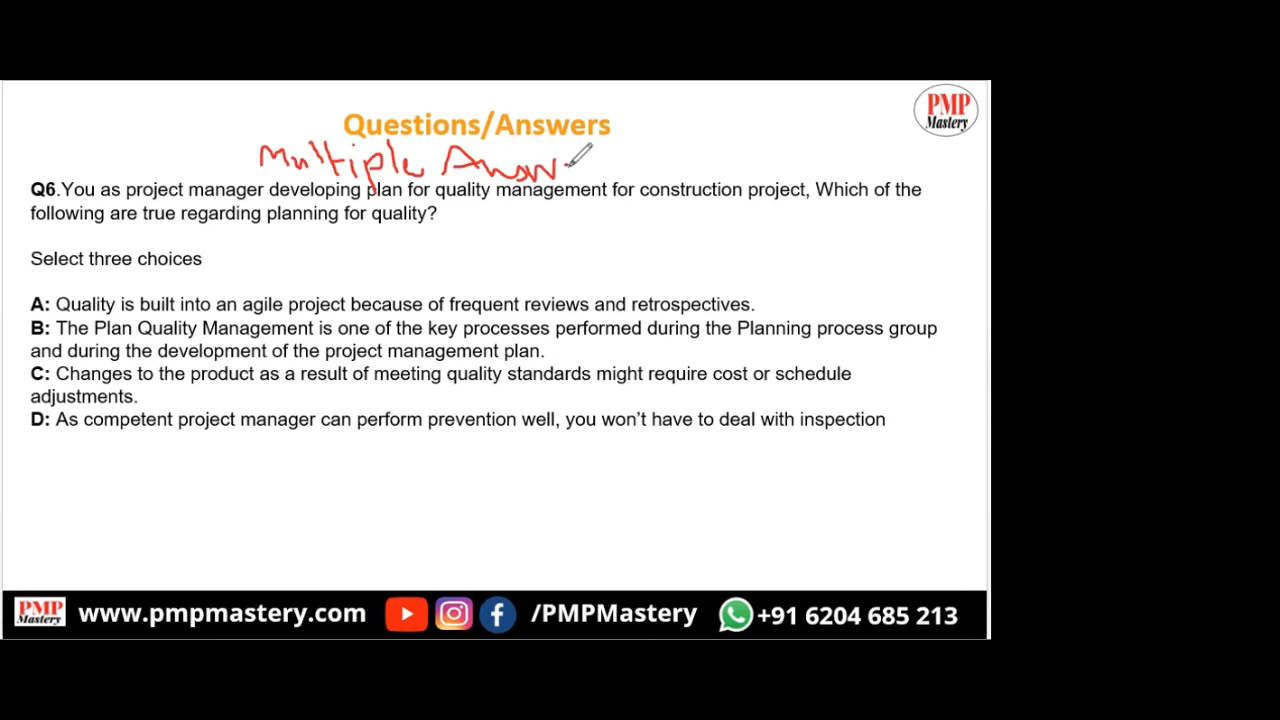 PMP
Mastery
Questions/Answers
Multiple Answ
Q6.You as project manager developing plan for quality management for construction project, Which of the
following are true regarding planning for quality?
Select three choices
A: Quality is built into an agile project because of frequent reviews and retrospectives.
B: The Plan Quality Management is one of the key processes performed during the Planning process group
and during the development of the project management plan.
C: Changes to the product as a result of meeting quality standards might require cost or schedule
adjustments.
D: As competent project manager can perform prevention well, you won’t have to deal with inspection
PMP
Mastery
www.pmpmastery.com /PMPMastery +91 6204 685 213